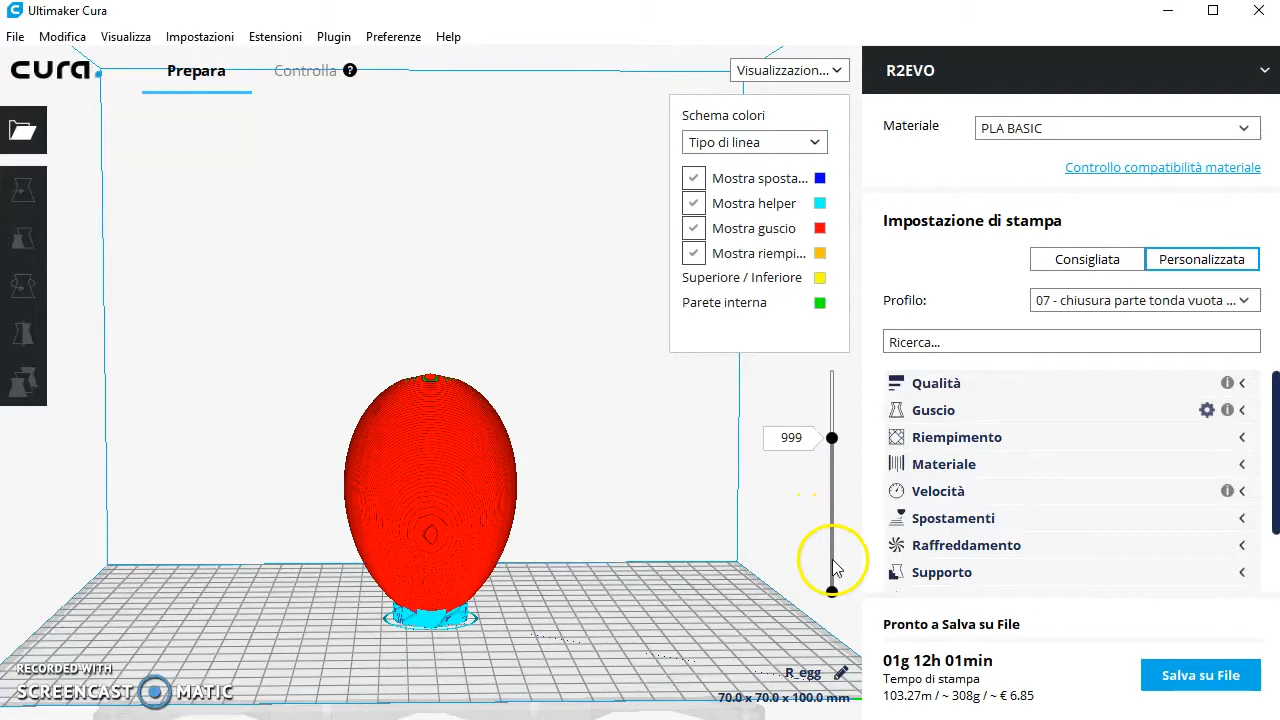 Ultimaker Cura
File Modifica Visualizza Impostazioni Estensioni Plugin Preferenze Help
cura. Prepara Controlla ? Visualizzazion...
R2EVO
Schema colori
Tipo di linea
Mostra sposta...
Mostra helper
Mostra guscio
Mostra riempi...
Superiore / Inferiore
Parete interna
999
Materiale PLA BASIC
Controllo compatibilità materiale
Impostazione di stampa
Consigliata Personalizzata
Profilo: 07 - chiusura parte tonda vuota ...
Ricerca...
Qualità
Guscio
Riempimento
Materiale
Velocità
Spostamenti
Raffreddamento
Supporto
Pronto a Salva su File
01g 12h 01min
Tempo di stampa
103.27m / ~ 308g / ~ € 6.85
Salva su File
R_egg
70.0 x 70.0 x 100.0 mm
RECORDED WITH
SCREENCAST MATIC